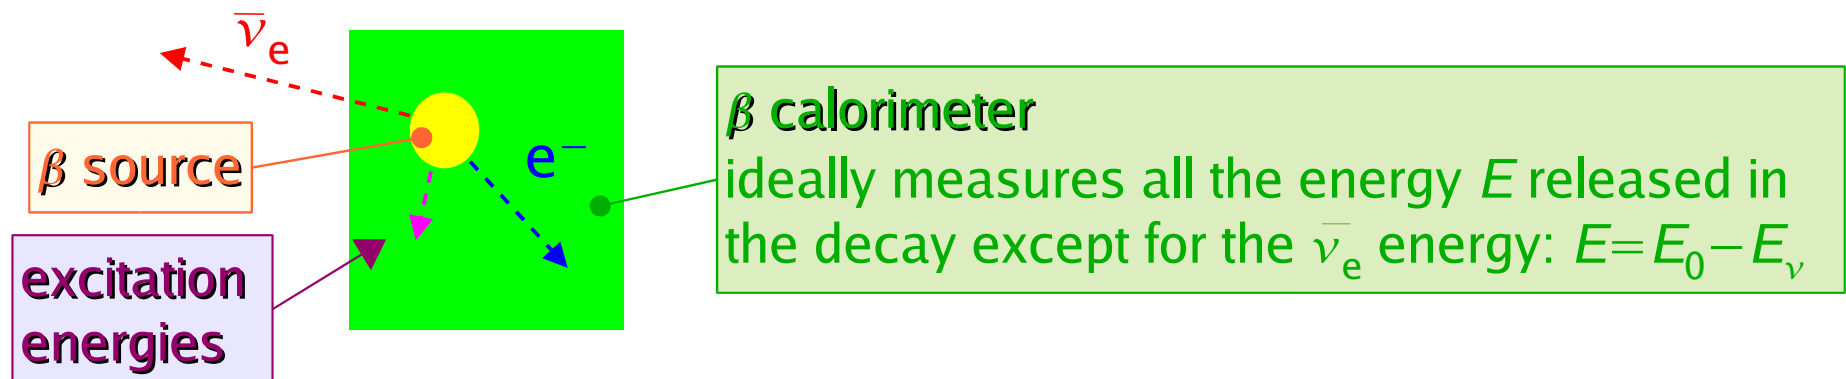 ν̄e
β source
e⁻
excitation
energies
β calorimeter
ideally measures all the energy E released in
the decay except for the ν̄e energy: E=E₀−Eν